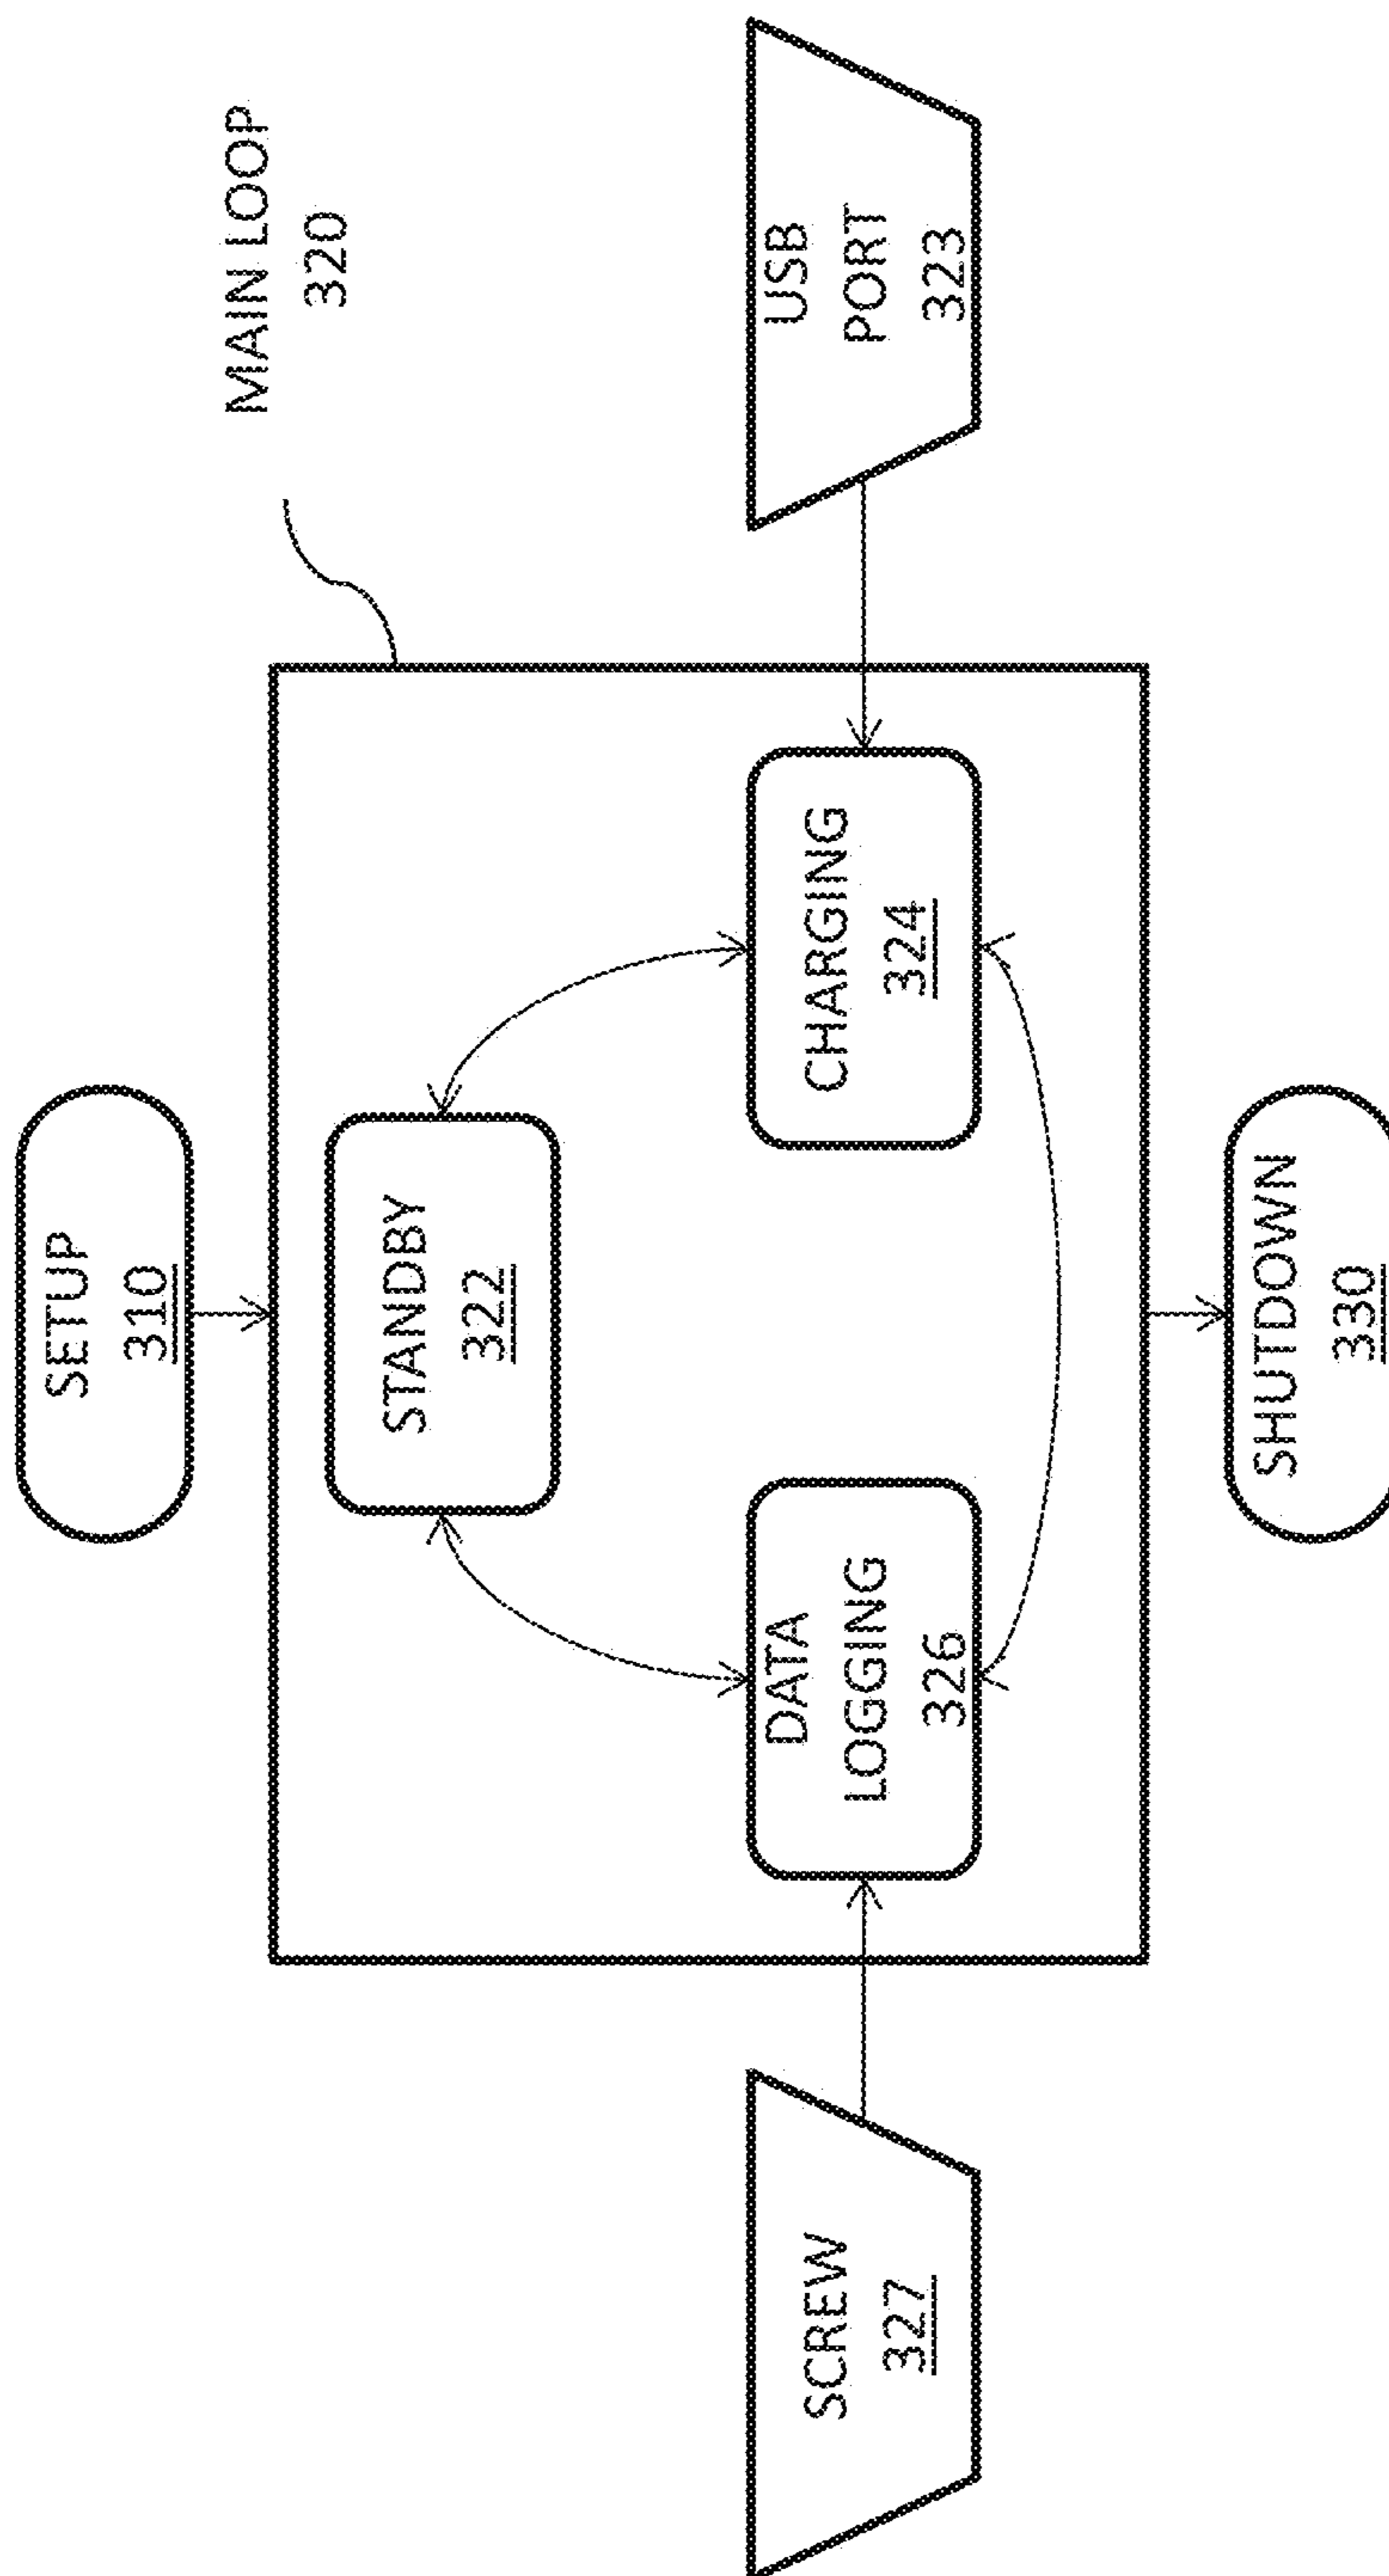 SETUP
310
MAIN LOOP
320
STANDBY
322
SCREW
327
DATA
LOGGING
326
CHARGING
324
USB
PORT
323
SHUTDOWN
330